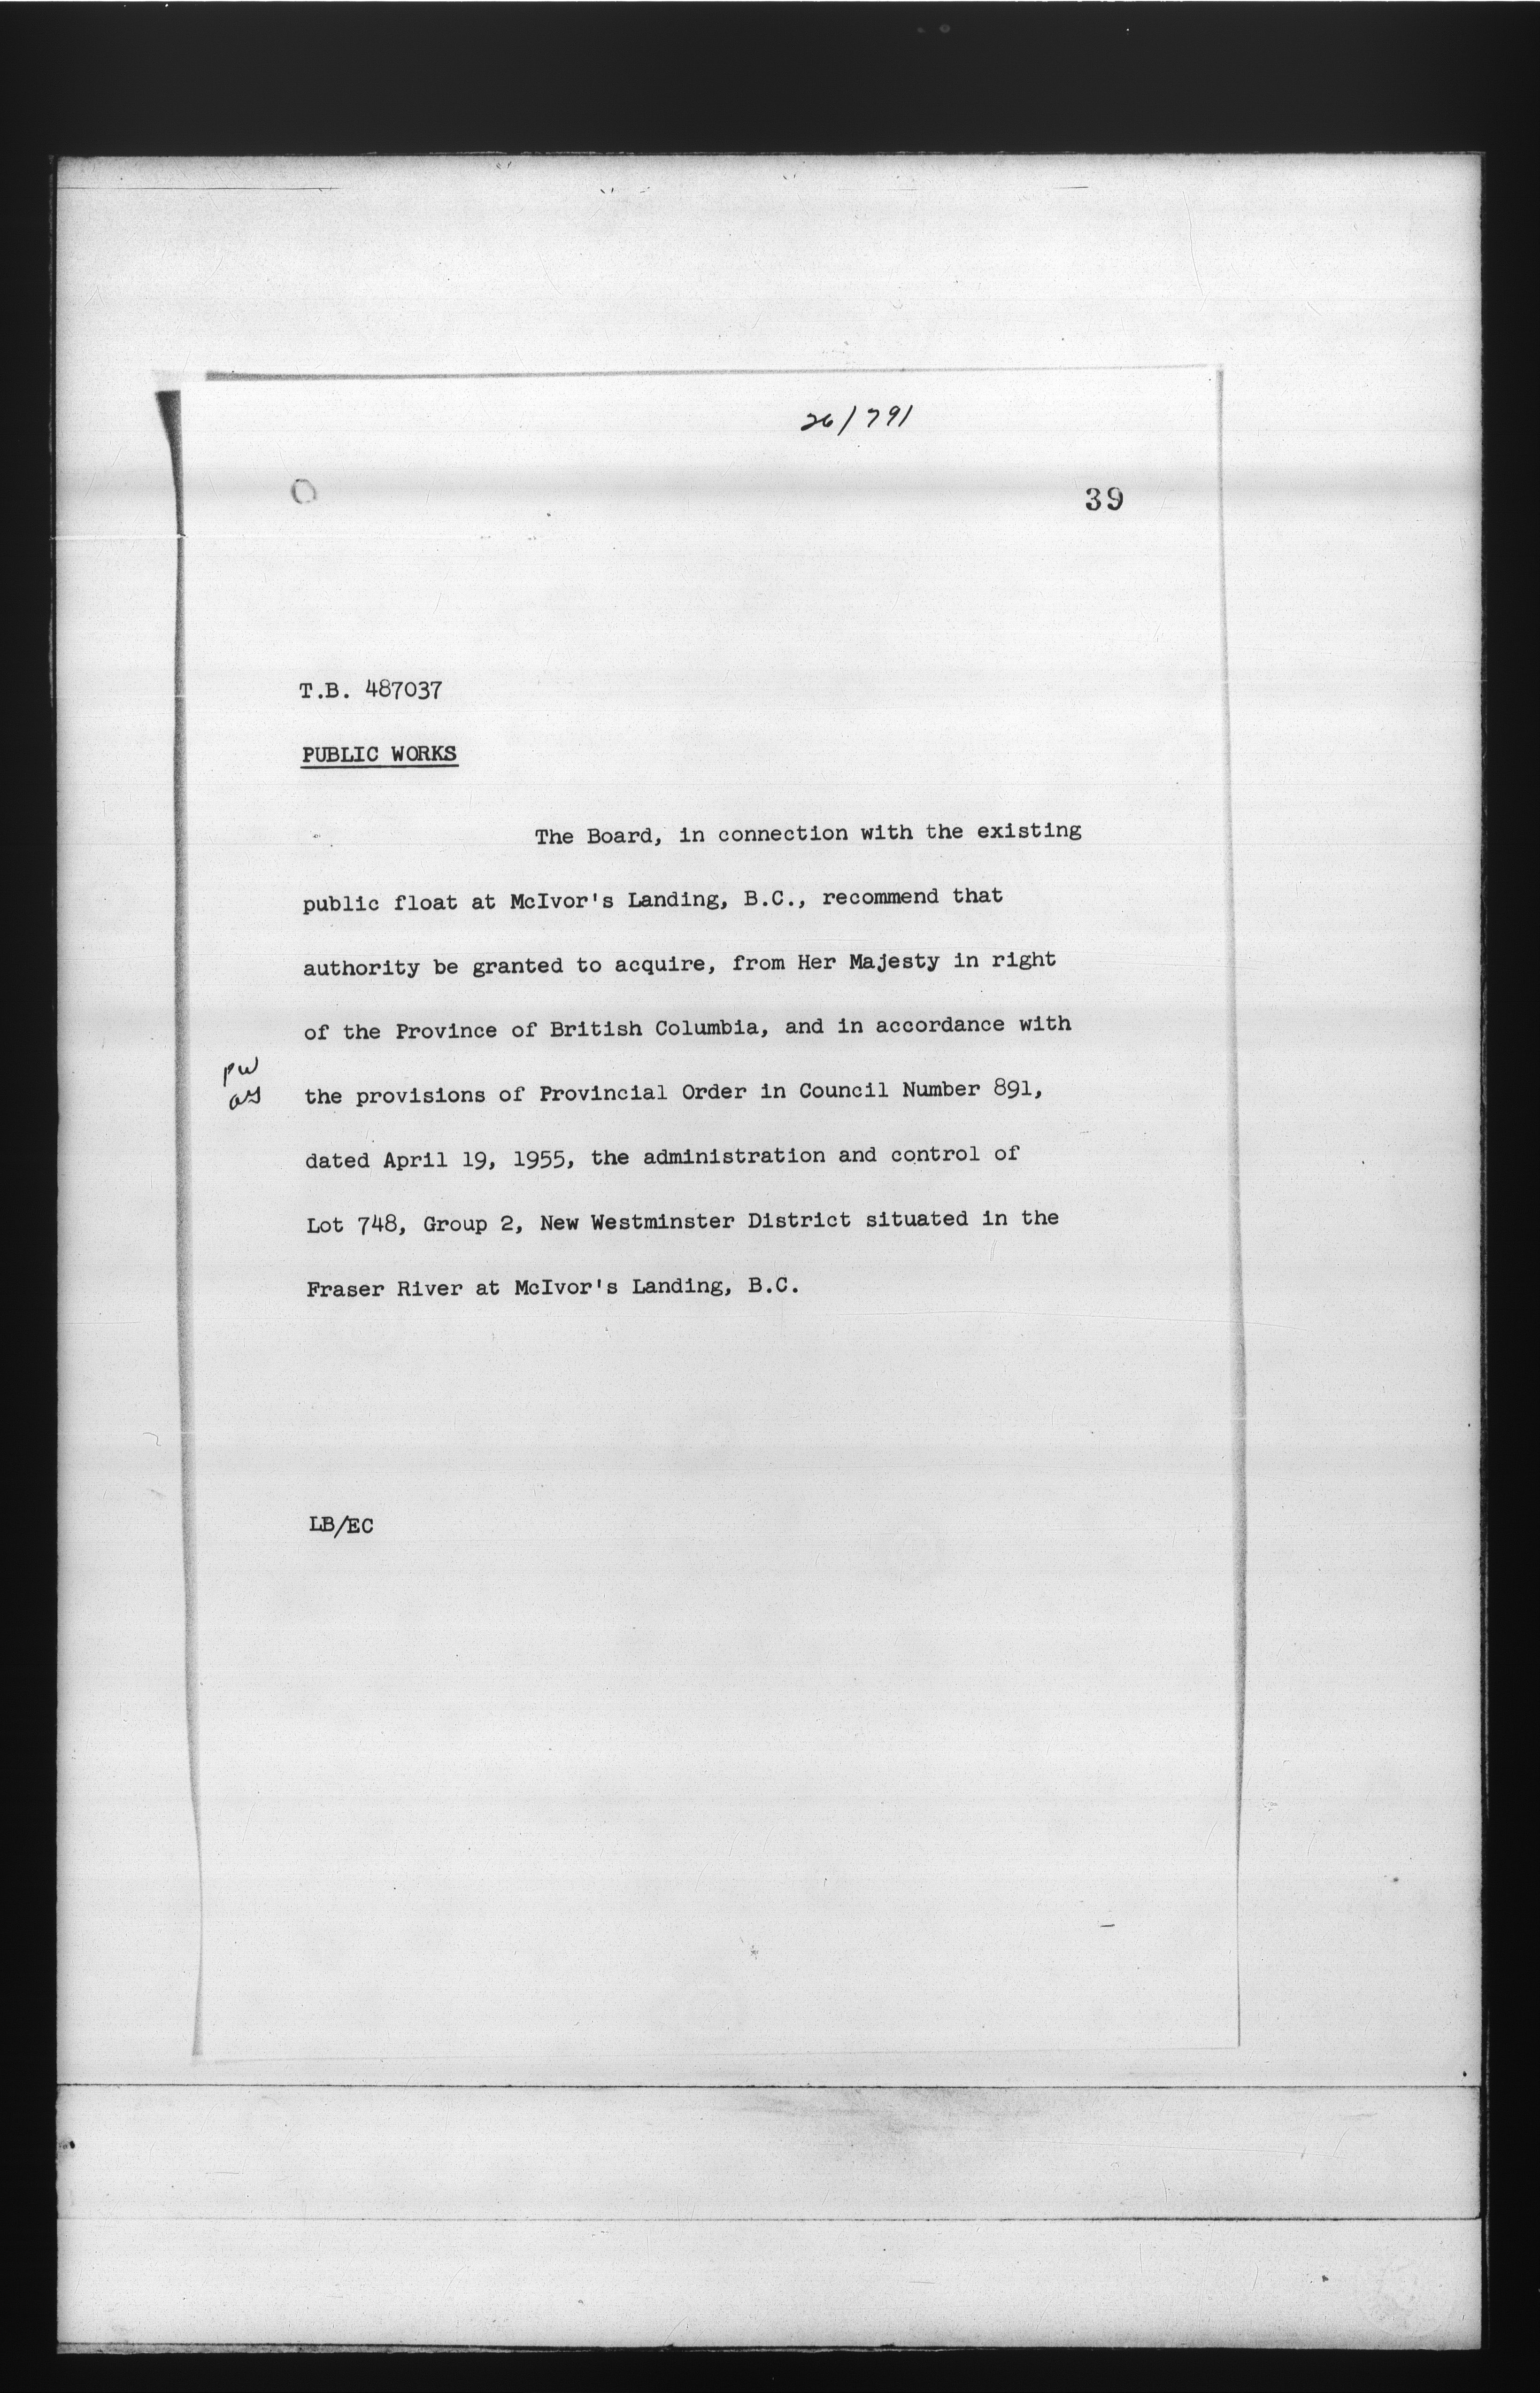 26/791
39
T.B. 487037
PUBLIC WORKS
The Board, in connection with the existing
public float at McIvor's Landing, B.C., recommend that
authority be granted to acquire, from Her Majesty in right
of the Province of British Columbia, and in accordance with
pw
the provisions of Provincial Order in Council Number 891,
dated April 19, 1955, the administration and control of
Lot 748, Group 2, New Westminster District situated in the
Fraser River at McIvor's Landing, B.C.
LB/EC